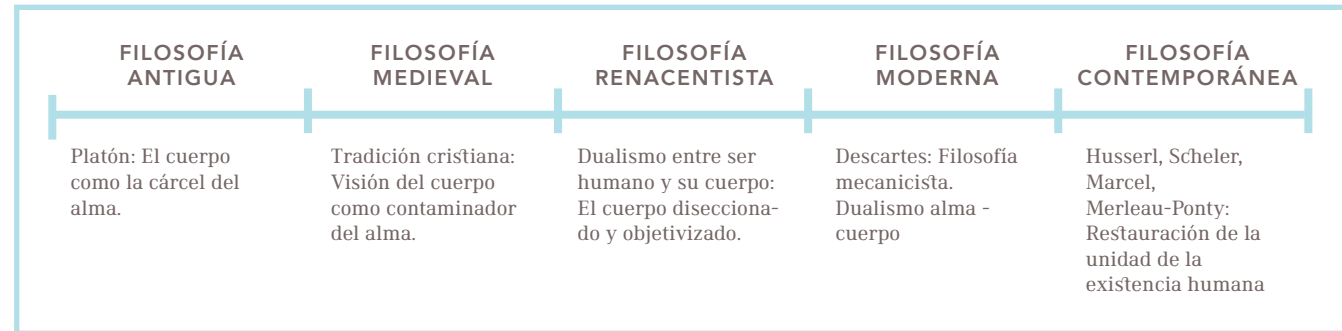 FILOSOFÍA
ANTIGUA
Platón: El cuerpo
como la cárcel del
alma.
FILOSOFÍA
MEDIEVAL
Tradición cristiana:
Visión del cuerpo
como contaminador
del alma.
FILOSOFÍA
RENACENTISTA
Dualismo entre ser
humano y su cuerpo:
El cuerpo disecciona-
do y objetivizado.
FILOSOFÍA
MODERNA
Descartes: Filosofía
mecanicista.
Dualismo alma -
cuerpo
FILOSOFÍA
CONTEMPORÁNEA
Husserl, Scheler,
Marcel,
Merleau-Ponty:
Restauración de la
unidad de la
existencia humana